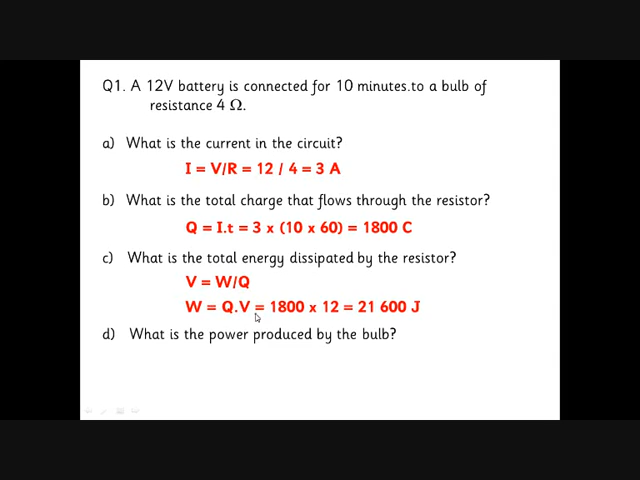 Q1. A 12V battery is connected for 10 minutes.to a bulb of
resistance 4 Ω.
a) What is the current in the circuit?
I = V/R = 12 / 4 = 3 A
b) What is the total charge that flows through the resistor?
Q = I.t = 3 x (10 x 60) = 1800 C
c) What is the total energy dissipated by the resistor?
V = W/Q
W = Q.V = 1800 x 12 = 21 600 J
d) What is the power produced by the bulb?